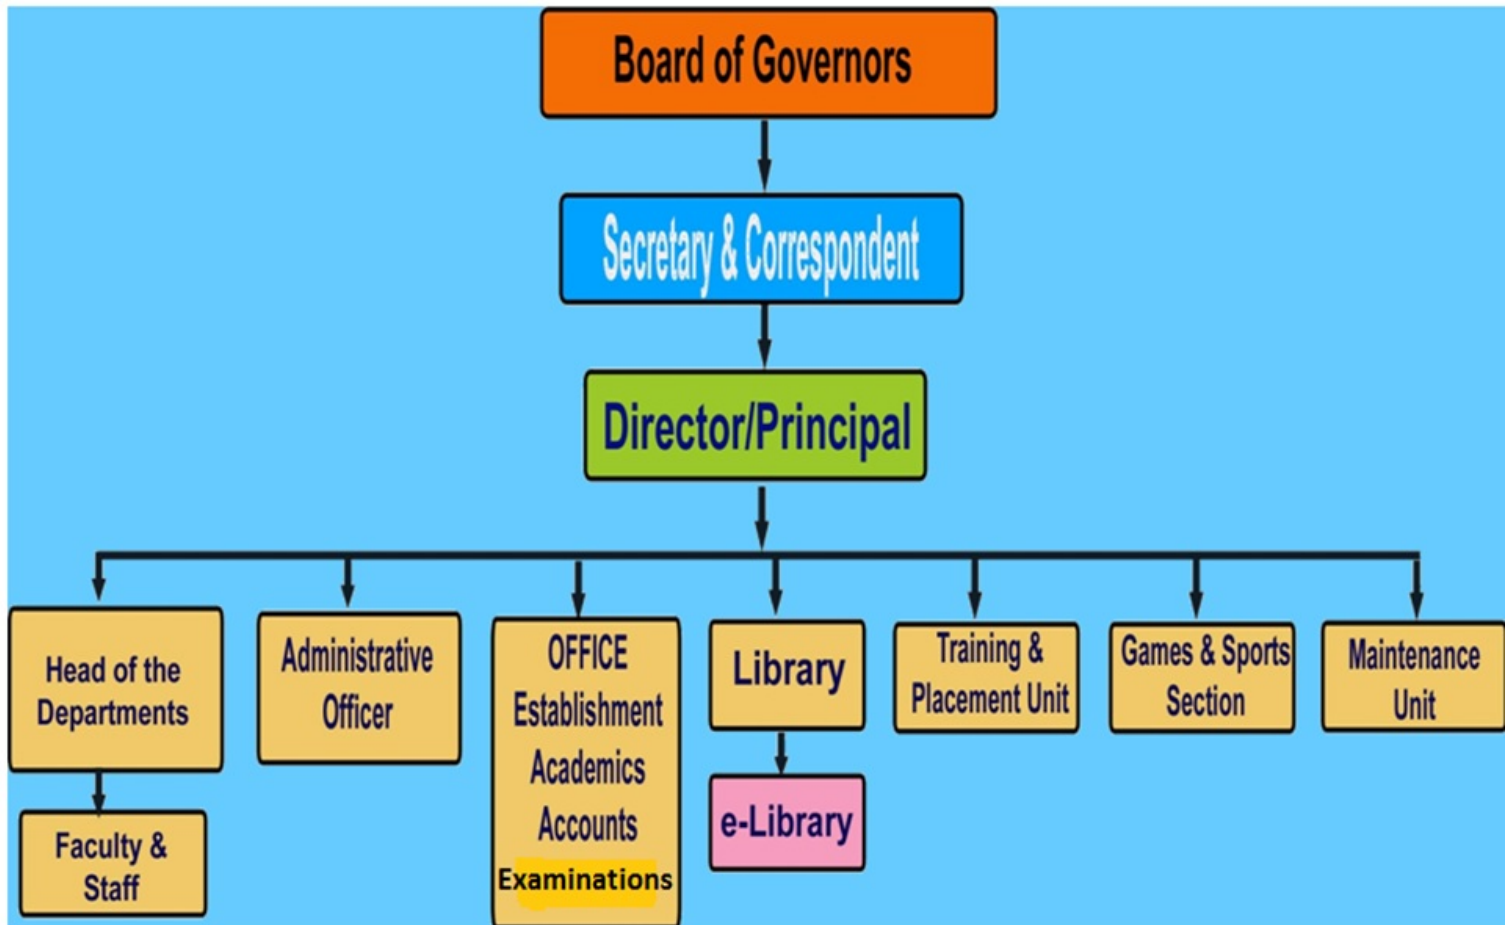 Board of Governors
Secretary & Correspondent
Director/Principal
Head of the
Departments
Administrative
Officer
OFFICE
Establishment
Academics
Accounts
Examinations
Library
Training &
Placement Unit
Games & Sports
Section
Maintenance
Unit
Faculty &
Staff
e-Library